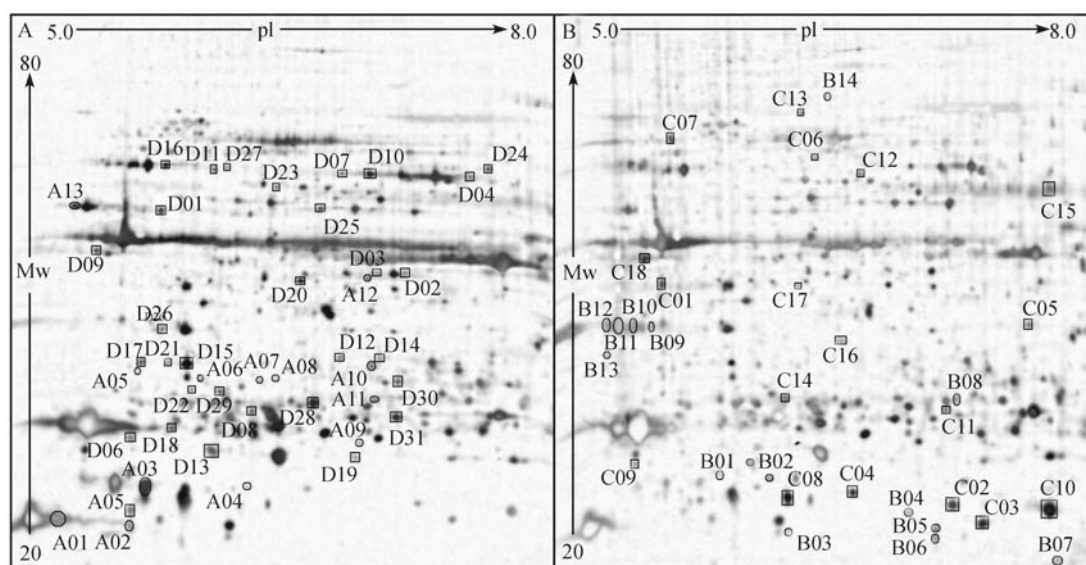 A 5.0 pI 8.0
80
D16 D11 D27 D23 D07 D10 D24
D04
A13 D01 D25
D09
Mw D03
D20 A12 D02
D26
D17 D21 D15 A07 A08 D12 D14
A05 A06 A10
D22 D29 A11 D30
D28
D06 D18 D08 A09 D31
A03 D13 D19
A05 A04
20 A01 A02
B 5.0 pI 8.0
80
B14
C13
C07 C06 C12
C15
Mw C18
C01 C17
B12 B10 C05
B11 B09
B13 C16
C14 B08
C11
C09 B01 B02 C04
C08 B04 C02 C03 C10
B05
20 B03 B06 B07